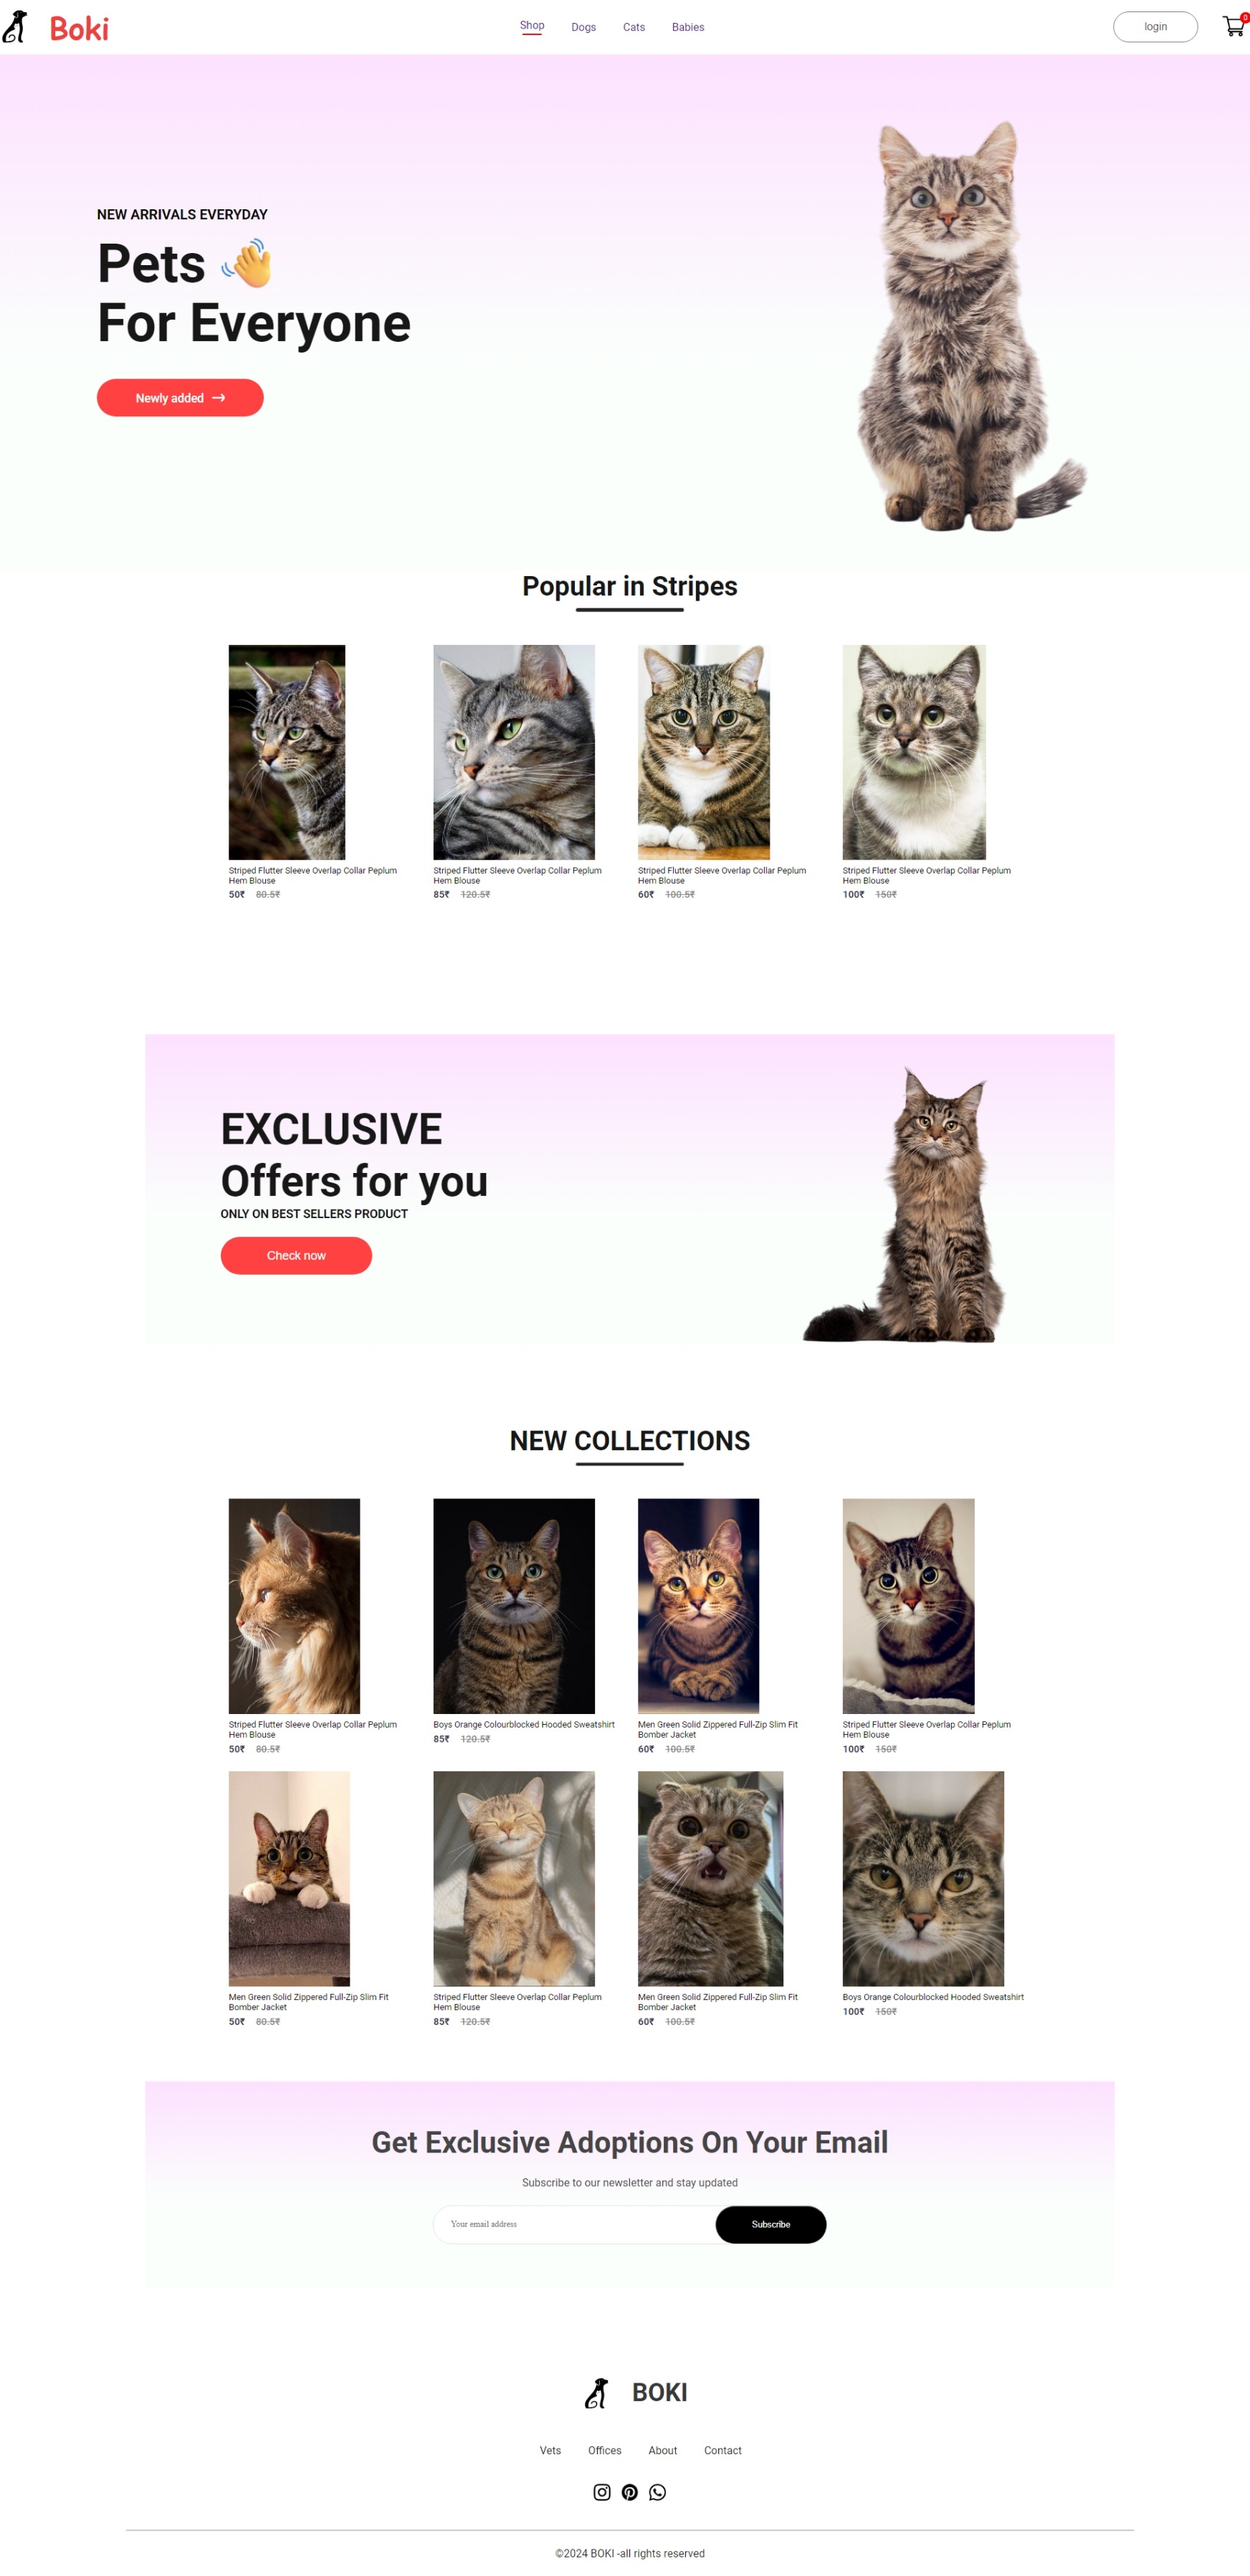 Boki
Shop
Dogs
Cats
Babies
login
0
NEW ARRIVALS EVERYDAY
Pets 👋
For Everyone
Newly added →
Popular in Stripes
Striped Flutter Sleeve Overlap Collar Peplum
Hem Blouse
50₹ 80.5₹
Striped Flutter Sleeve Overlap Collar Peplum
Hem Blouse
85₹ 120.5₹
Striped Flutter Sleeve Overlap Collar Peplum
Hem Blouse
60₹ 100.5₹
Striped Flutter Sleeve Overlap Collar Peplum
Hem Blouse
100₹ 150₹
EXCLUSIVE
Offers for you
ONLY ON BEST SELLERS PRODUCT
Check now
NEW COLLECTIONS
Striped Flutter Sleeve Overlap Collar Peplum
Hem Blouse
50₹ 80.5₹
Boys Orange Colourblocked Hooded Sweatshirt
85₹ 120.5₹
Men Green Solid Zippered Full-Zip Slim Fit
Bomber Jacket
60₹ 100.5₹
Striped Flutter Sleeve Overlap Collar Peplum
Hem Blouse
100₹ 150₹
Men Green Solid Zippered Full-Zip Slim Fit
Bomber Jacket
50₹ 80.5₹
Striped Flutter Sleeve Overlap Collar Peplum
Hem Blouse
85₹ 120.5₹
Men Green Solid Zippered Full-Zip Slim Fit
Bomber Jacket
60₹ 100.5₹
Boys Orange Colourblocked Hooded Sweatshirt
100₹ 150₹
Get Exclusive Adoptions On Your Email
Subscribe to our newsletter and stay updated
Your email address
Subscribe
BOKI
Vets
Offices
About
Contact
©2024 BOKI -all rights reserved